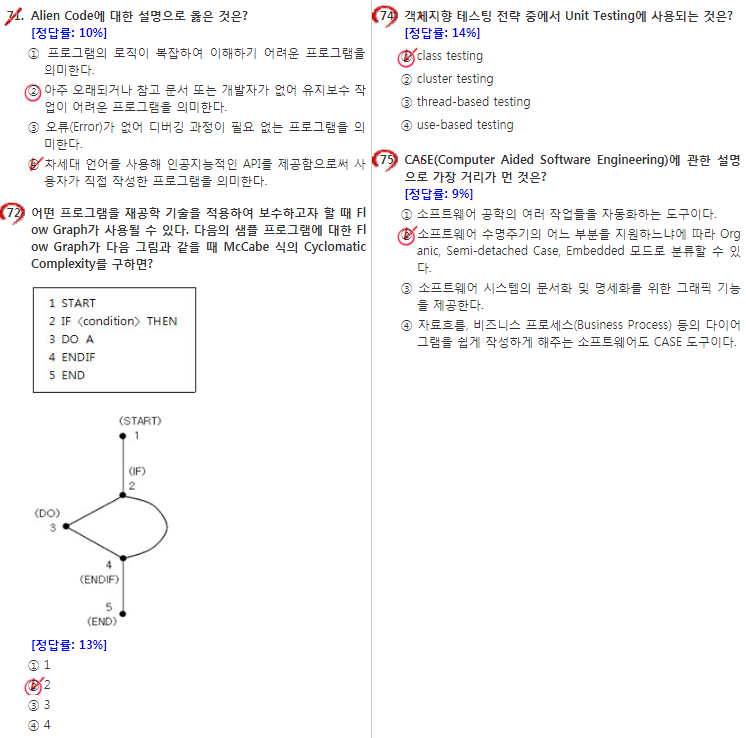 71. Alien Code에 대한 설명으로 옳은 것은?
[정답률: 10%]
① 프로그램의 로직이 복잡하여 이해하기 어려운 프로그램을
의미한다.
② 아주 오래되거나 참고 문서 또는 개발자가 없어 유지보수 작
업이 어려운 프로그램을 의미한다.
③ 오류(Error)가 없어 디버깅 과정이 필요 없는 프로그램을 의
미한다.
④ 차세대 언어를 사용해 인공지능적인 API를 제공함으로써 사
용자가 직접 작성한 프로그램을 의미한다.
72. 어떤 프로그램을 재공학 기술을 적용하여 보수하고자 할 때 Fl
ow Graph가 사용될 수 있다. 다음의 샘플 프로그램에 대한 Fl
ow Graph가 다음 그림과 같을 때 McCabe 식의 Cyclomatic
Complexity를 구하면?
1 START
2 IF 〈condition〉 THEN
3 DO A
4 ENDIF
5 END
(START)
1
(IF)
2
(DO)
3
4
(ENDIF)
5
(END)
[정답률: 13%]
① 1
② 2
③ 3
④ 4
74. 객체지향 테스팅 전략 중에서 Unit Testing에 사용되는 것은?
[정답률: 14%]
① class testing
② cluster testing
③ thread-based testing
④ use-based testing
75. CASE(Computer Aided Software Engineering)에 관한 설명
으로 가장 거리가 먼 것은?
[정답률: 9%]
① 소프트웨어 공학의 여러 작업들을 자동화하는 도구이다.
② 소프트웨어 수명주기의 어느 부분을 지원하느냐에 따라 Org
anic, Semi-detached Case, Embedded 모드로 분류할 수 있
다.
③ 소프트웨어 시스템의 문서화 및 명세화를 위한 그래픽 기능
을 제공한다.
④ 자료흐름, 비즈니스 프로세스(Business Process) 등의 다이어
그램을 쉽게 작성하게 해주는 소프트웨어도 CASE 도구이다.